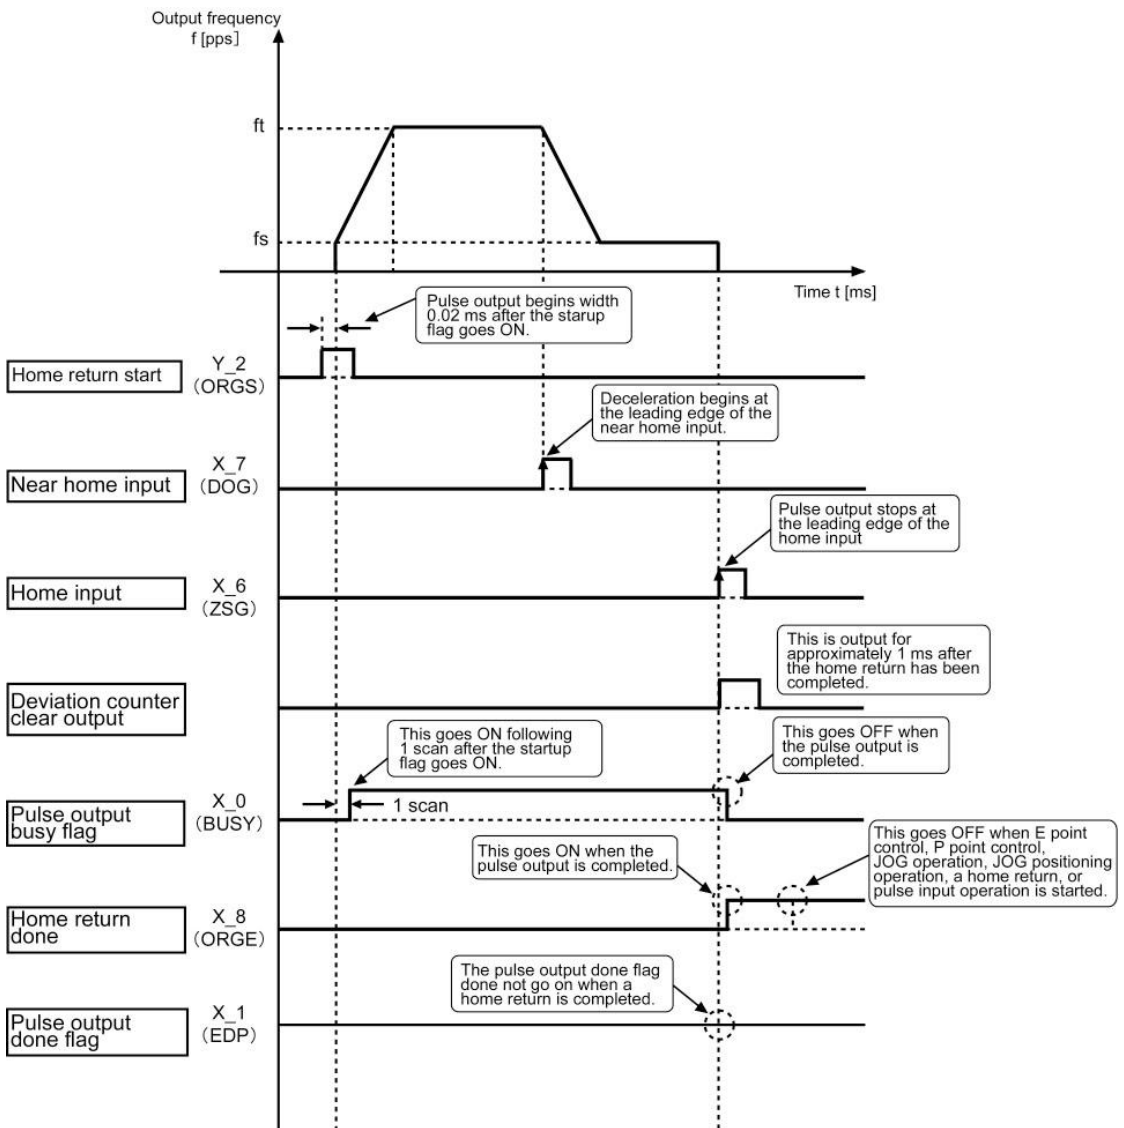 Output frequency
f [pps]
ft
fs
Time t [ms]
Pulse output begins width
0.02 ms after the starup
flag goes ON.
Home return start
Y_2
(ORGS)
Deceleration begins at
the leading edge of the
near home input.
Near home input
X_7
(DOG)
Pulse output stops at
the leading edge of the
home input
Home input
X_6
(ZSG)
This is output for
approximately 1 ms after
the home return has been
completed.
Deviation counter
clear output
This goes ON following
1 scan after the startup
flag goes ON.
This goes OFF when
the pulse output is
completed.
Pulse output
busy flag
X_0
(BUSY)
1 scan
This goes ON when the
pulse output is completed.
This goes OFF when E point
control, P point control,
JOG operation, JOG positioning
operation, a home return, or
pulse input operation is started.
Home return
done
X_8
(ORGE)
The pulse output done flag
done not go on when a
home return is completed.
Pulse output
done flag
X_1
(EDP)